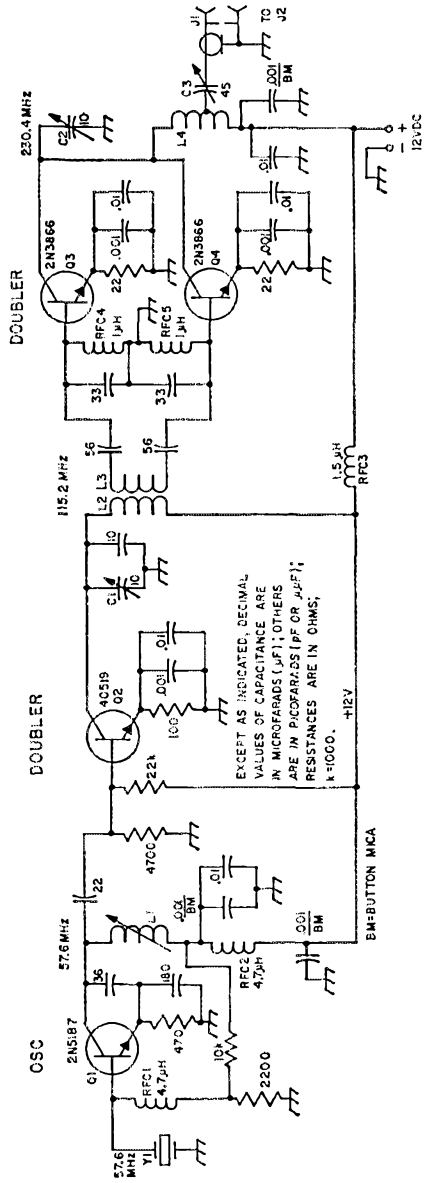 OSC
DOUBLER
DOUBLER
57.6MHz
115.2 MHz
230.4 MHz
57.6
MHz
Y1
Q1
2N5187
RFC1
4.7µH
36
180
470
10k
2200
L1
.001
BM
.01
RFC2
4.7µH
.001
BM
22
4700
22k
40519
Q2
100
.001
.01
C1
10
10
L2
L3
56
56
33
33
RFC4
1µH
RFC5
1µH
2N3866
Q3
22
.001
.01
2N3866
Q4
22
.001
.01
C2
10
L4
C3
45
J1
TO
J2
.01
.001
BM
1.5 µH
RFC3
+12V
BM=BUTTON MICA
- +
12VDC
EXCEPT AS INDICATED, DECIMAL
VALUES OF CAPACITANCE ARE
IN MICROFARADS (µF); OTHERS
ARE IN PICOFARADS (pF OR µµF);
RESISTANCES ARE IN OHMS;
k=1000.